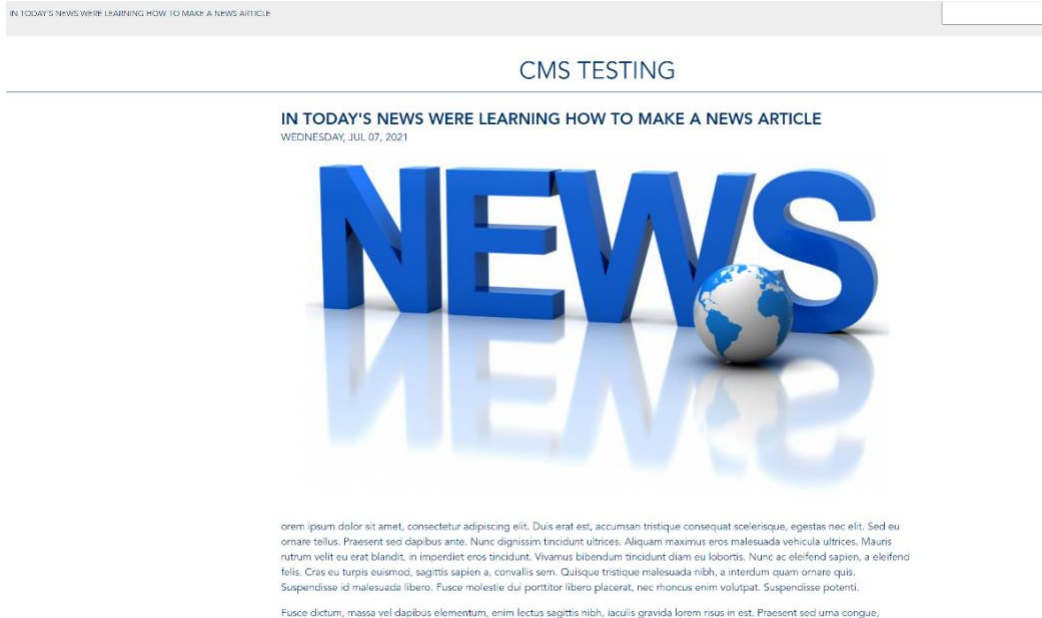 IN TODAY'S NEWS WERE LEARNING HOW TO MAKE A NEWS ARTICLE
CMS TESTING
IN TODAY'S NEWS WERE LEARNING HOW TO MAKE A NEWS ARTICLE
WEDNESDAY, JUL 07, 2021
NEWS
orem ipsum dolor sit amet, consectetur adipiscing elit. Duis erat est, accumsan tristique consequat scelerisque, egestas nec elit. Sed eu
ornare tellus. Praesent sed dapibus ante. Nunc dignissim tincidunt ultrices. Aliquam maximus eros malesuada vehicula ultrices. Mauris
rutrum velit eu erat blandit, in imperdiet eros tincidunt. Vivamus bibendum tincidunt diam eu lobortis. Nunc ac eleifend sapien, a eleifend
felis. Cras eu turpis euismod, sagittis sapien a, convallis sem. Quisque tristique malesuada nibh, a interdum quam ornare quis.
Suspendisse id malesuada libero. Fusce molestie dui porttitor libero placerat, nec rhoncus enim volutpat. Suspendisse potenti.
Fusce dictum, massa vel dapibus elementum, enim lectus sagittis nibh, iaculis gravida lorem risus in est. Praesent sed urna congue,